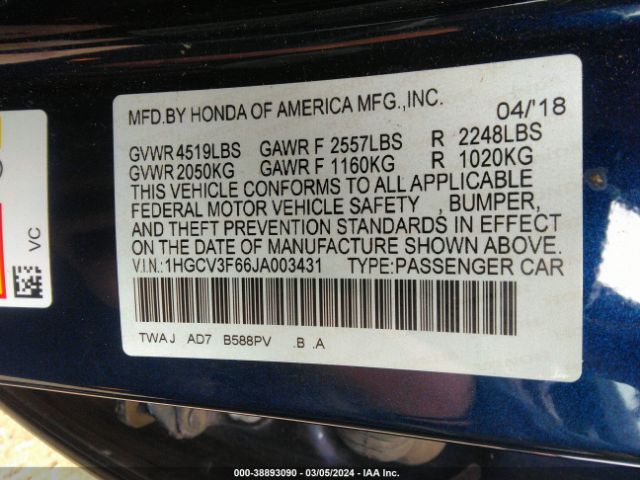 MFD.BY HONDA OF AMERICA MFG.,INC. 04/'18
GVWR 4519LBS GAWR F 2557LBS R 2248LBS
GVWR 2050KG GAWR F 1160KG R 1020KG
THIS VEHICLE CONFORMS TO ALL APPLICABLE
FEDERAL MOTOR VEHICLE SAFETY , BUMPER,
AND THEFT PREVENTION STANDARDS IN EFFECT
ON THE DATE OF MANUFACTURE SHOWN ABOVE.
V.I.N.:1HGCV3F66JA003431 TYPE:PASSENGER CAR
TWAJ AD7 B588PV .B .A
VC
000-38893090 — 03/05/2024 — IAA Inc.